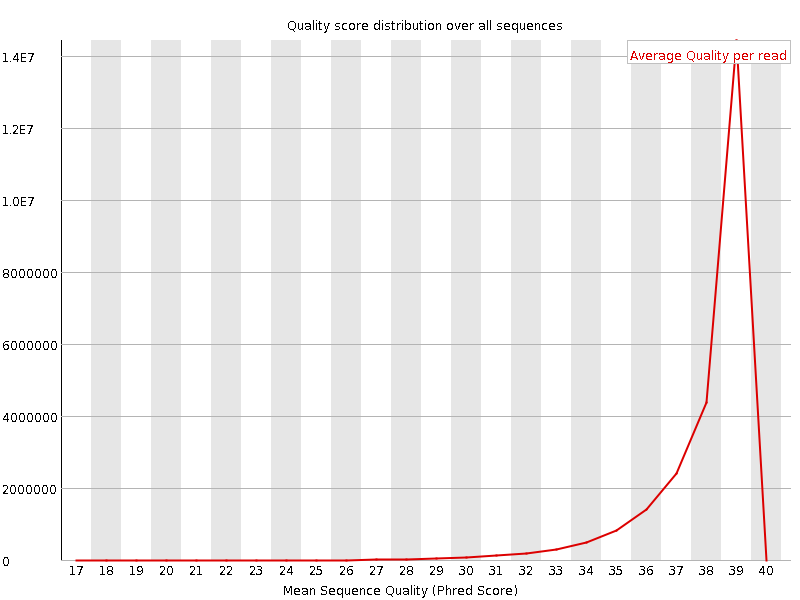 Quality score distribution over all sequences
Average Quality per read
1.4E7
1.2E7
1.0E7
8000000
6000000
4000000
2000000
0
17 18 19 20 21 22 23 24 25 26 27 28 29 30 31 32 33 34 35 36 37 38 39 40
Mean Sequence Quality (Phred Score)